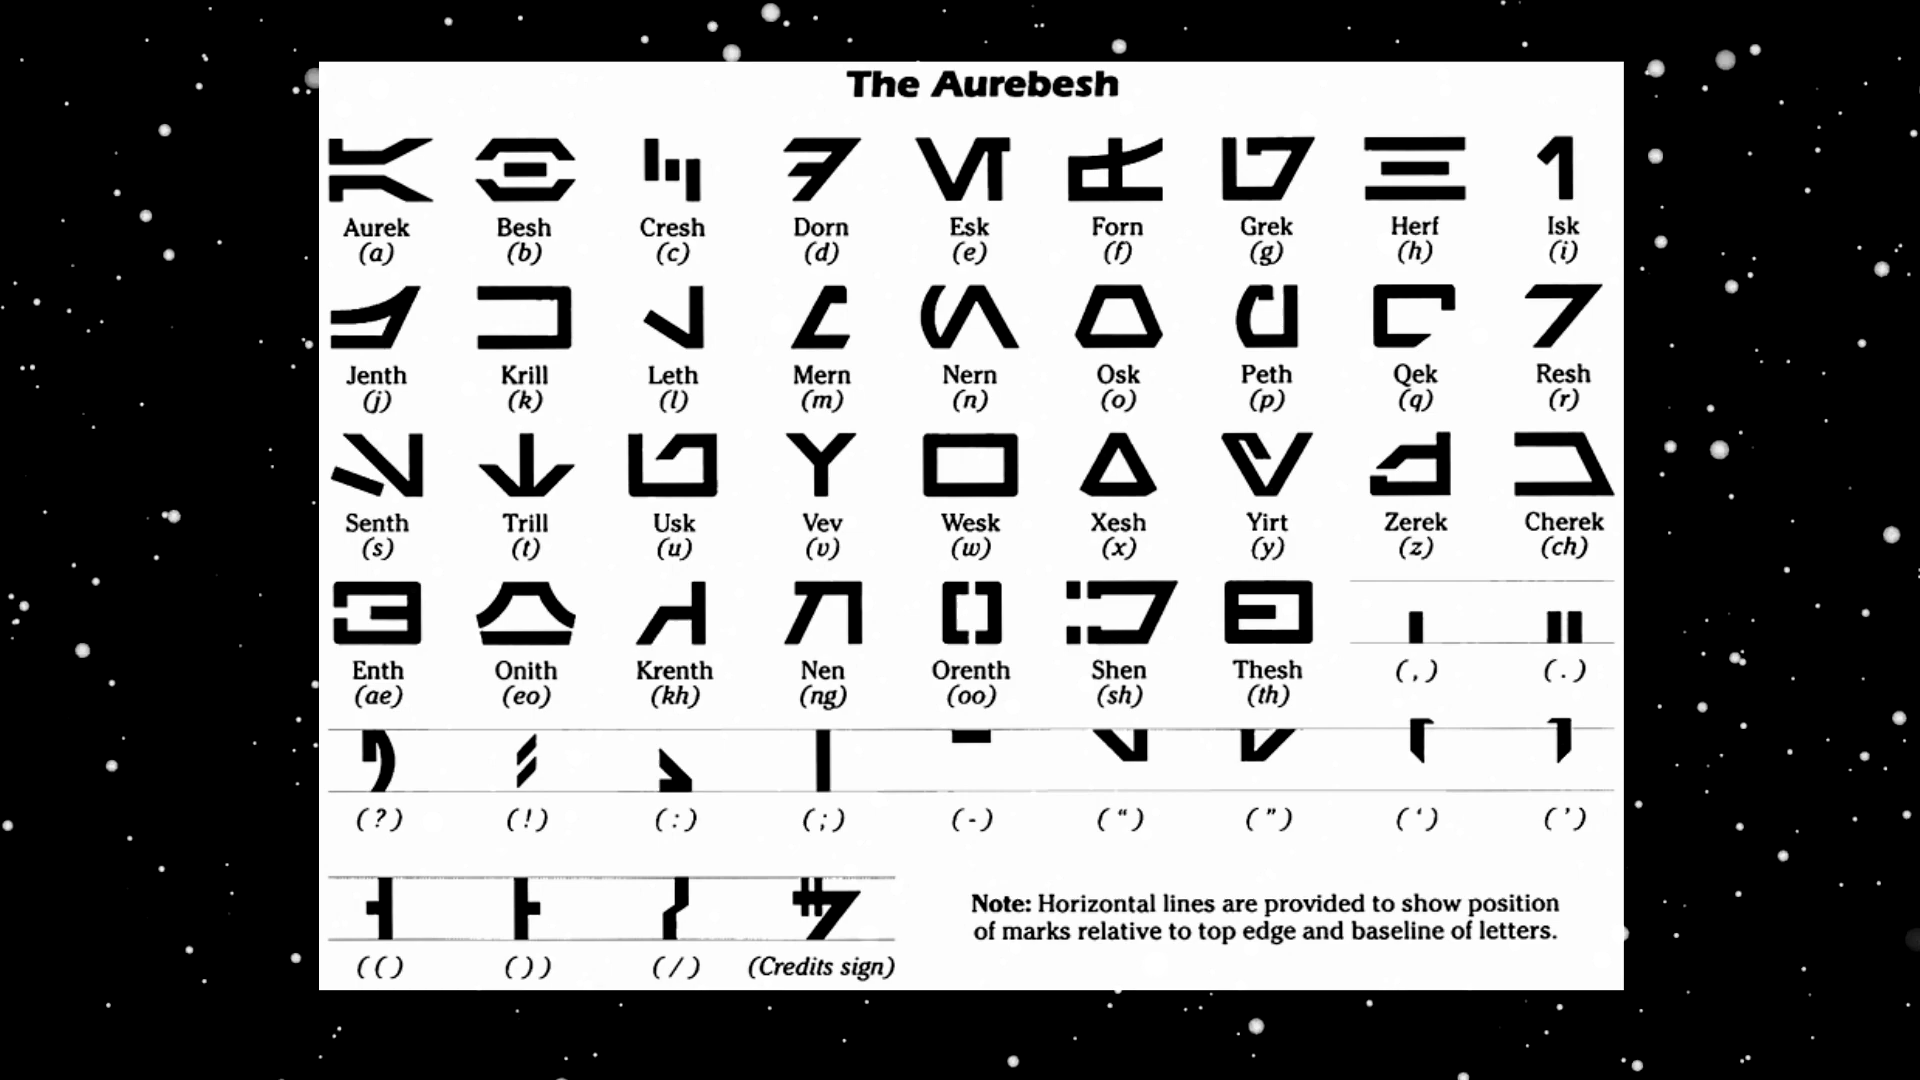 The Aurebesh
Aurek Besh Cresh Dorn Esk Forn Grek Herf Isk
(a) (b) (c) (d) (e) (f) (g) (h) (i)
Jenth Krill Leth Mern Nern Osk Peth Qek Resh
(j) (k) (l) (m) (n) (o) (p) (q) (r)
Senth Trill Usk Vev Wesk Xesh Yirt Zerek Cherek
(s) (t) (u) (v) (w) (x) (y) (z) (ch)
Enth Onith Krenth Nen Orenth Shen Thesh (,) (.)
(ae) (eo) (kh) (ng) (oo) (sh) (th)
(?) (!) (:) (;) (-) (“) (”) (‘) (’)
Note: Horizontal lines are provided to show position
of marks relative to top edge and baseline of letters.
(() ()) (/) (Credits sign)